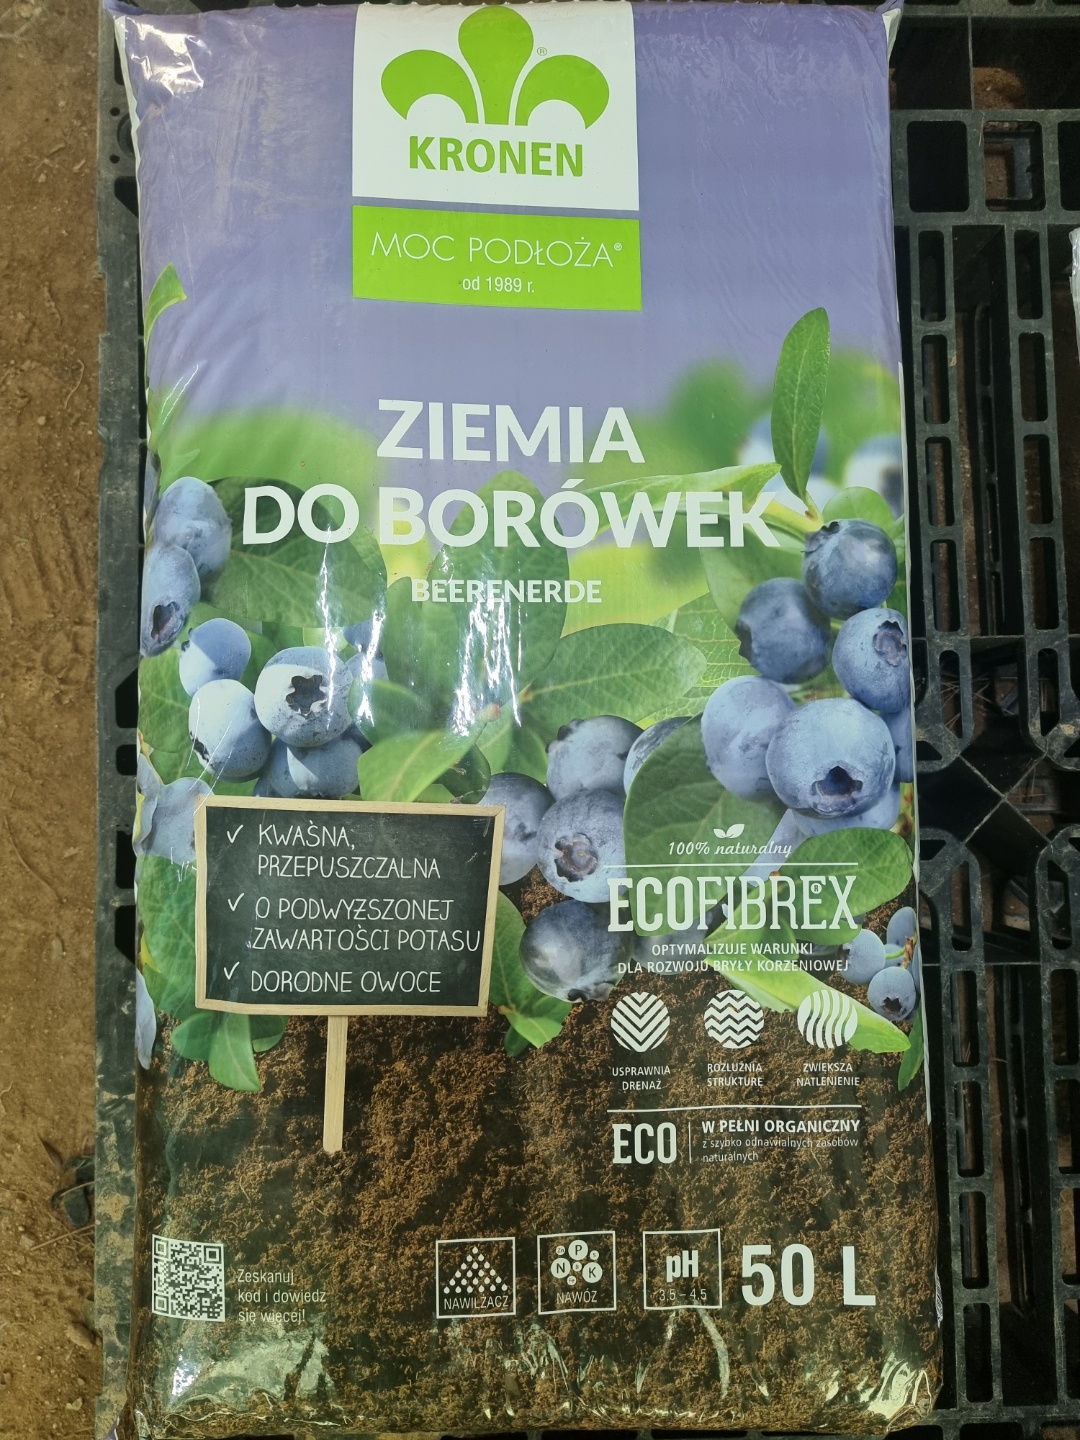 KRONEN
MOC PODŁOŻA®
od 1989 r.
ZIEMIA
DO BORÓWEK
BEERENERDE
✓ KWAŚNA,
PRZEPUSZCZALNA
✓ O PODWYŻSZONEJ
ZAWARTOŚCI POTASU
✓ DORODNE OWOCE
100% naturalny
ECOFIBREX®
OPTYMALIZUJE WARUNKI
DLA ROZWOJU BRYŁY KORZENIOWEJ
USPRAWNIA
DRENAŻ
ROZLUŹNIA
STRUKTURĘ
ZWIĘKSZA
NATLENIENIE
ECO
W PEŁNI ORGANICZNY
z szybko odnawialnych zasobów
naturalnych
Zeskanuj
kod i dowiedz
się więcej!
NAWILŻACZ
N P K
NAWÓZ
pH
3,5 – 4,5
50 L